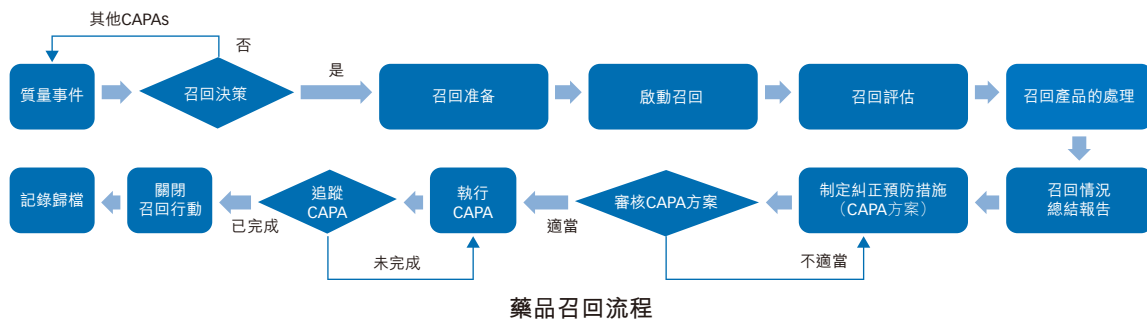 其他CAPAs
否
質量事件
召回決策
是
召回准备
啟動召回
召回評估
召回產品的處理
記錄歸檔
關閉
召回行動
已完成
追蹤
CAPA
未完成
執行
CAPA
適當
審核CAPA方案
不適當
制定糾正預防措施
(CAPA方案)
召回情況
總結報告
藥品召回流程